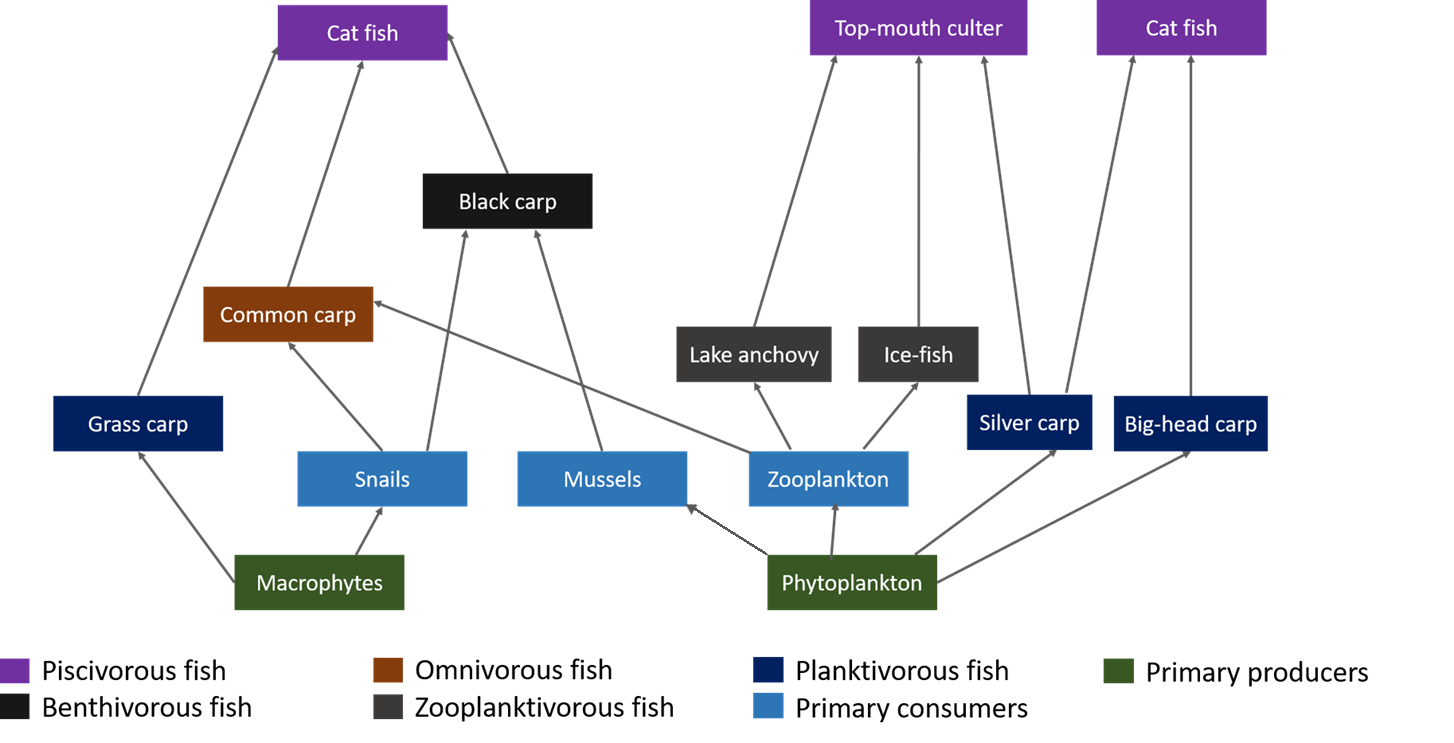 Cat fish
Top-mouth culter
Cat fish
Black carp
Common carp
Lake anchovy
Ice-fish
Grass carp
Silver carp
Big-head carp
Snails
Mussels
Zooplankton
Macrophytes
Phytoplankton
Piscivorous fish
Omnivorous fish
Planktivorous fish
Primary producers
Benthivorous fish
Zooplanktivorous fish
Primary consumers